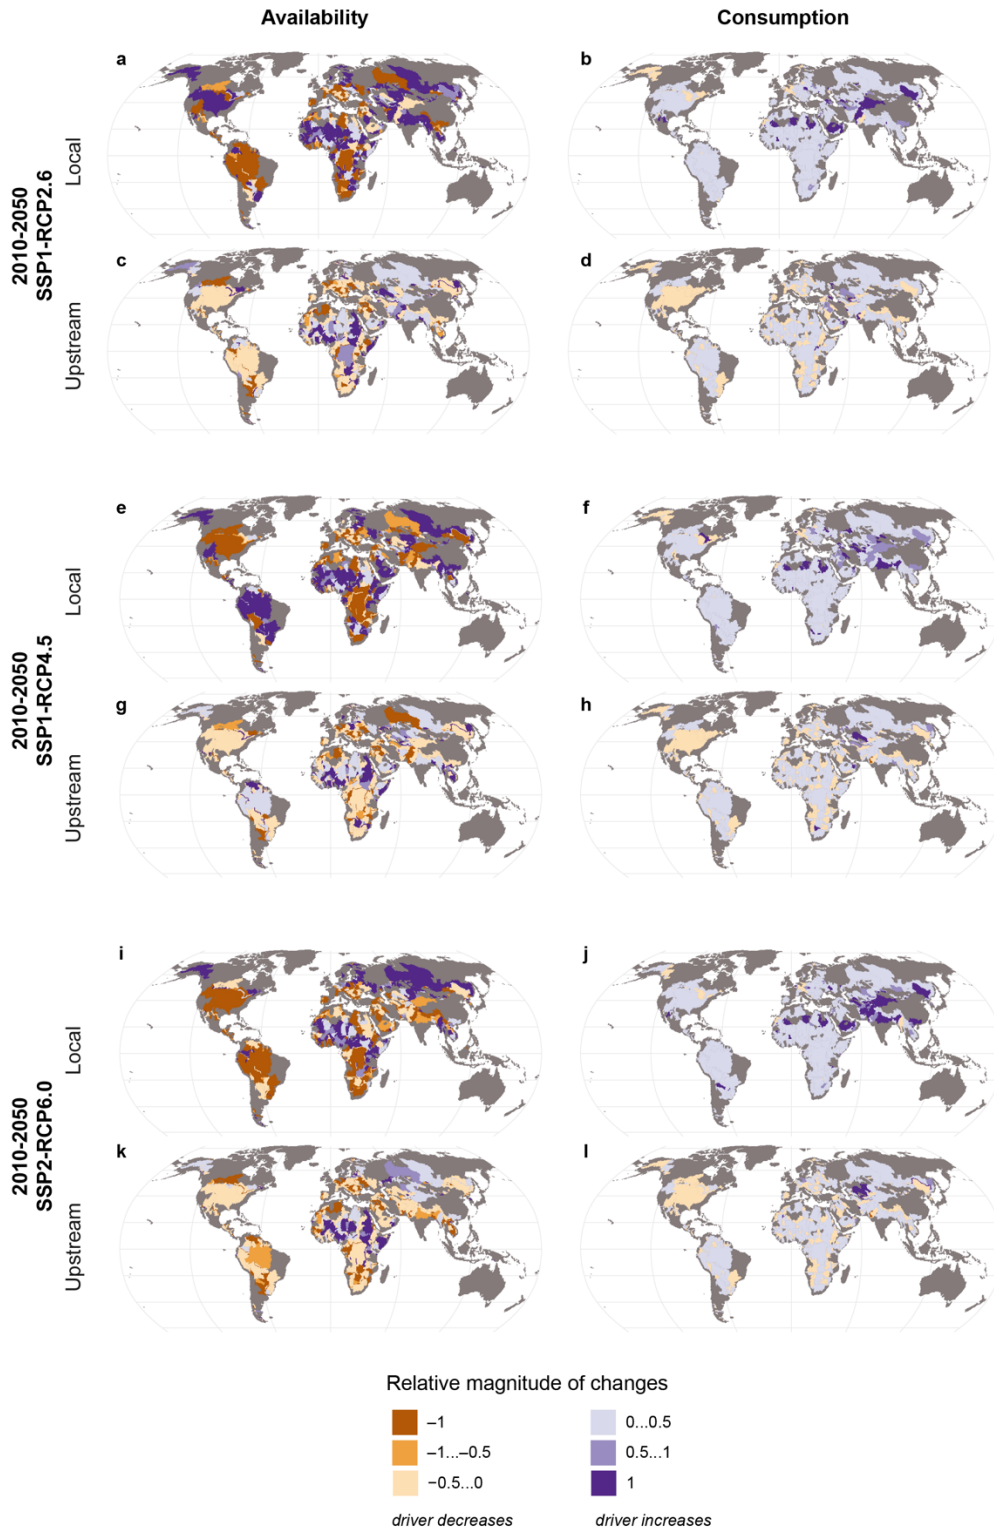 Availability
Consumption
a
b
Local
2010-2050
SSP1-RCP2.6
c
d
Upstream
e
f
Local
2010-2050
SSP1-RCP4.5
g
h
Upstream
i
j
Local
2010-2050
SSP2-RCP6.0
k
l
Upstream
Relative magnitude of changes
–1
0...0.5
–1...–0.5
0.5...1
–0.5...0
1
driver decreases
driver increases